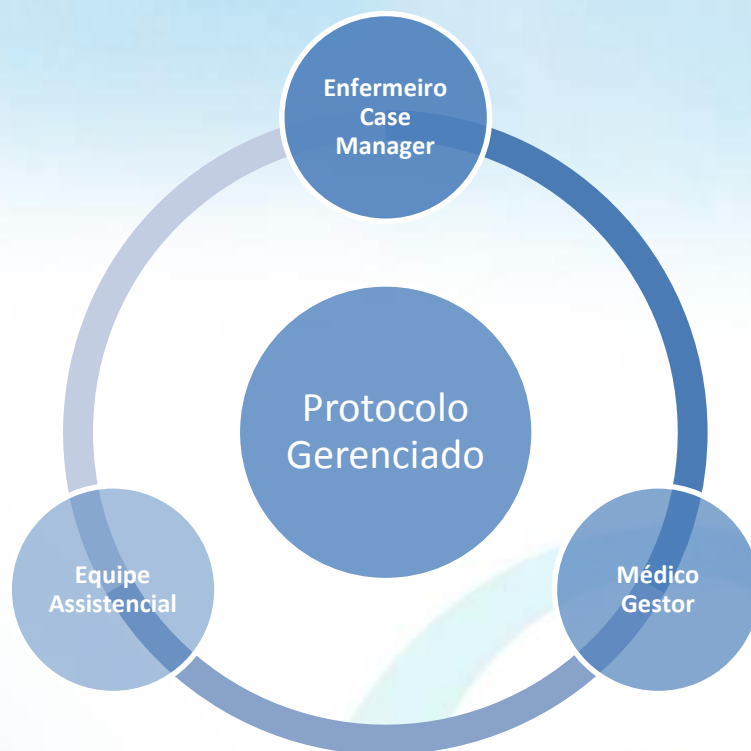 Enfermeiro
Case
Manager
Protocolo
Gerenciado
Equipe
Assistencial
Médico
Gestor